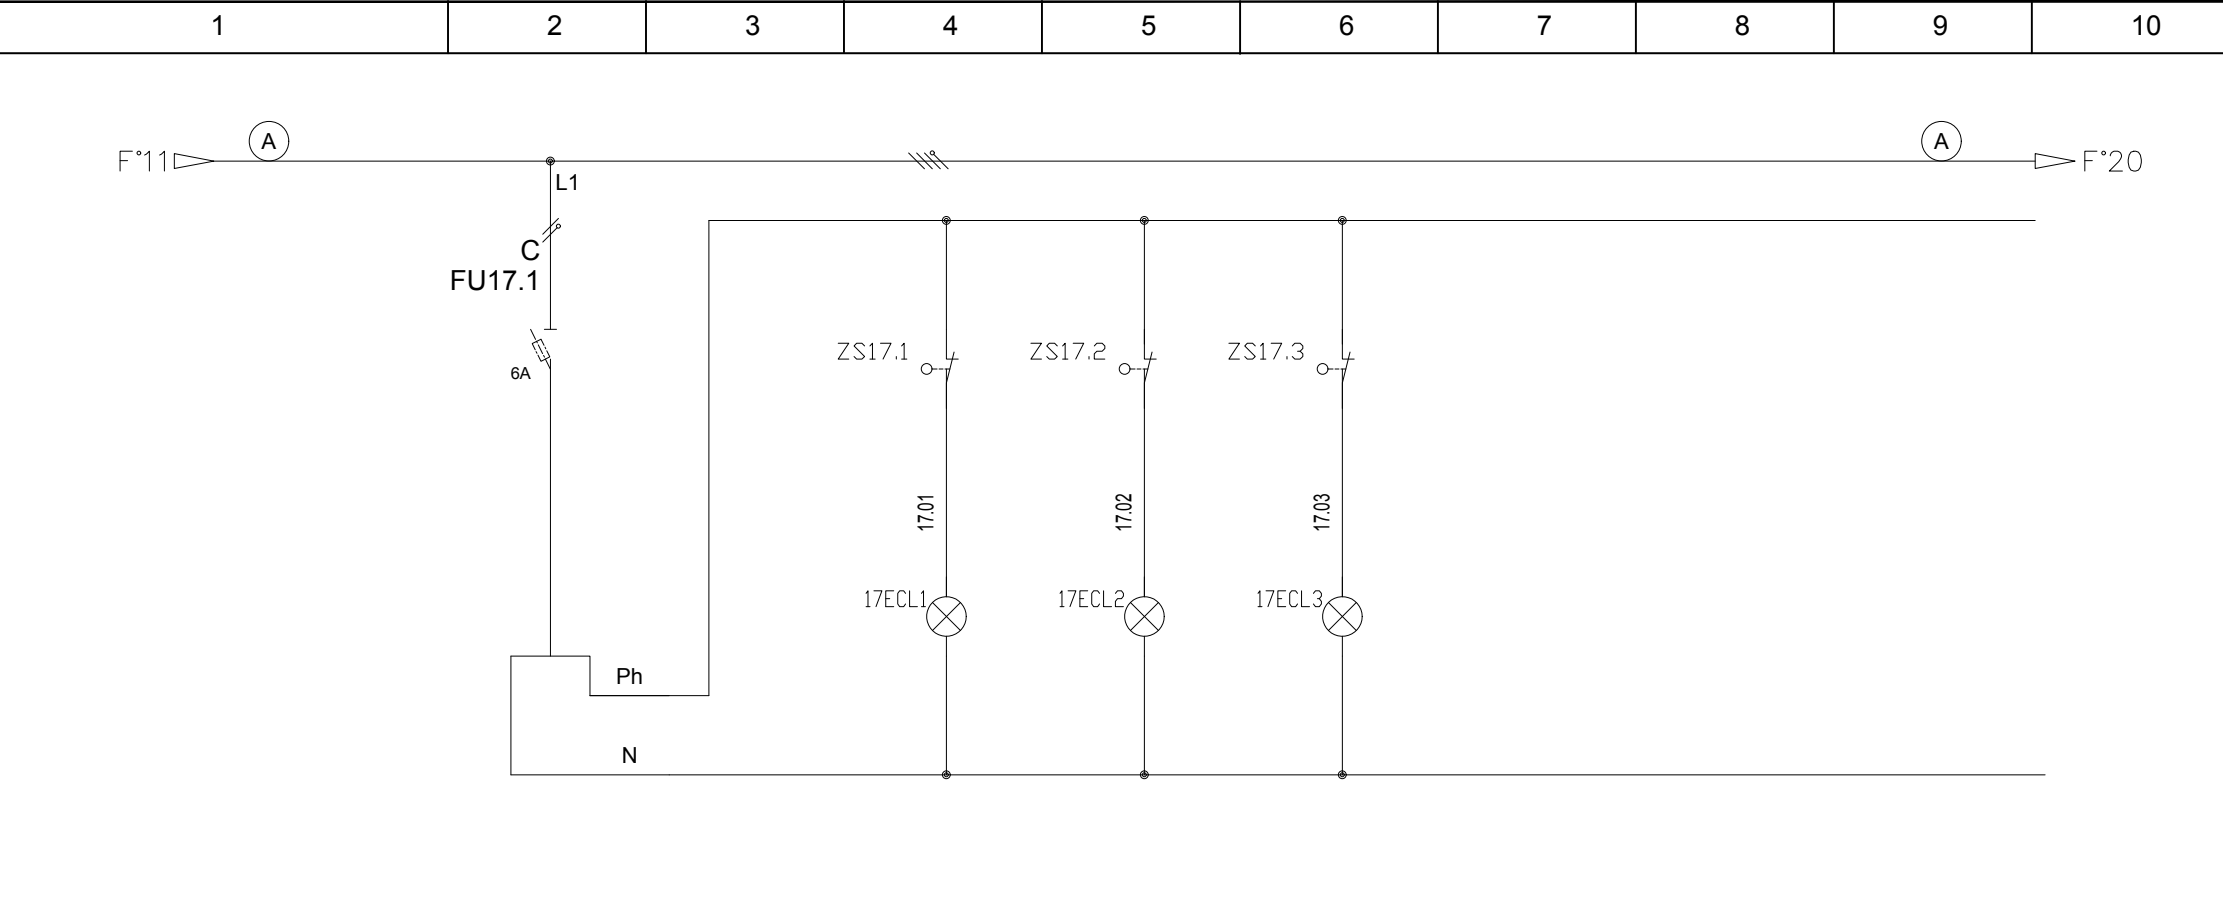 1 2 3 4 5 6 7 8 9 10
A A
F°11 F°20
L1
C
FU17.1
ZS17.1 ZS17.2 ZS17.3
6A
17.01 17.02 17.03
17ECL1 17ECL2 17ECL3
Ph
N